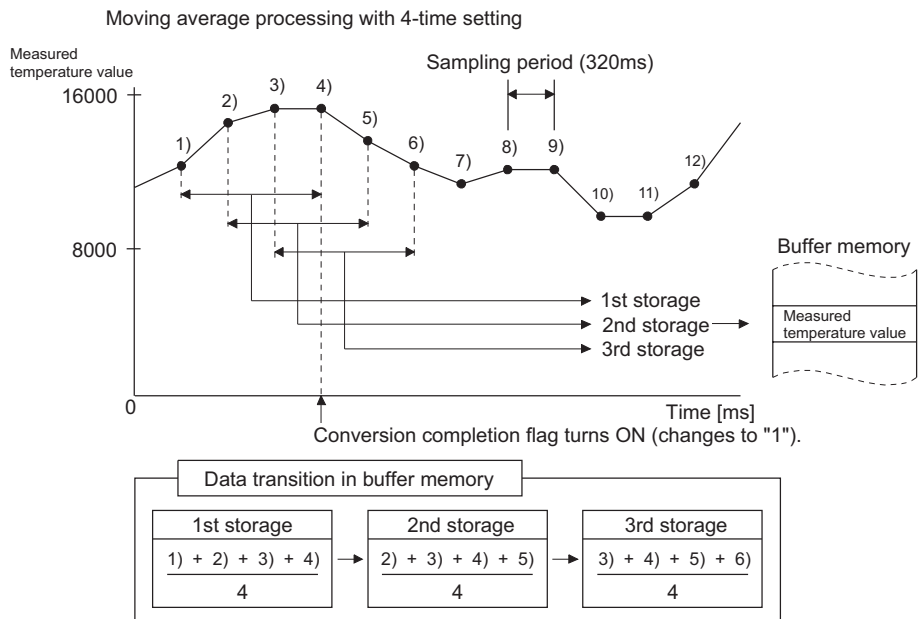 Moving average processing with 4-time setting
Measured
temperature value
Sampling period (320ms)
16000
1)
2)
3)
4)
5)
6)
7)
8)
9)
10)
11)
12)
8000
Buffer memory
1st storage
2nd storage
3rd storage
Measured
temperature value
0
Time [ms]
Conversion completion flag turns ON (changes to "1").
Data transition in buffer memory
1st storage
1) + 2) + 3) + 4)
4
2nd storage
2) + 3) + 4) + 5)
4
3rd storage
3) + 4) + 5) + 6)
4